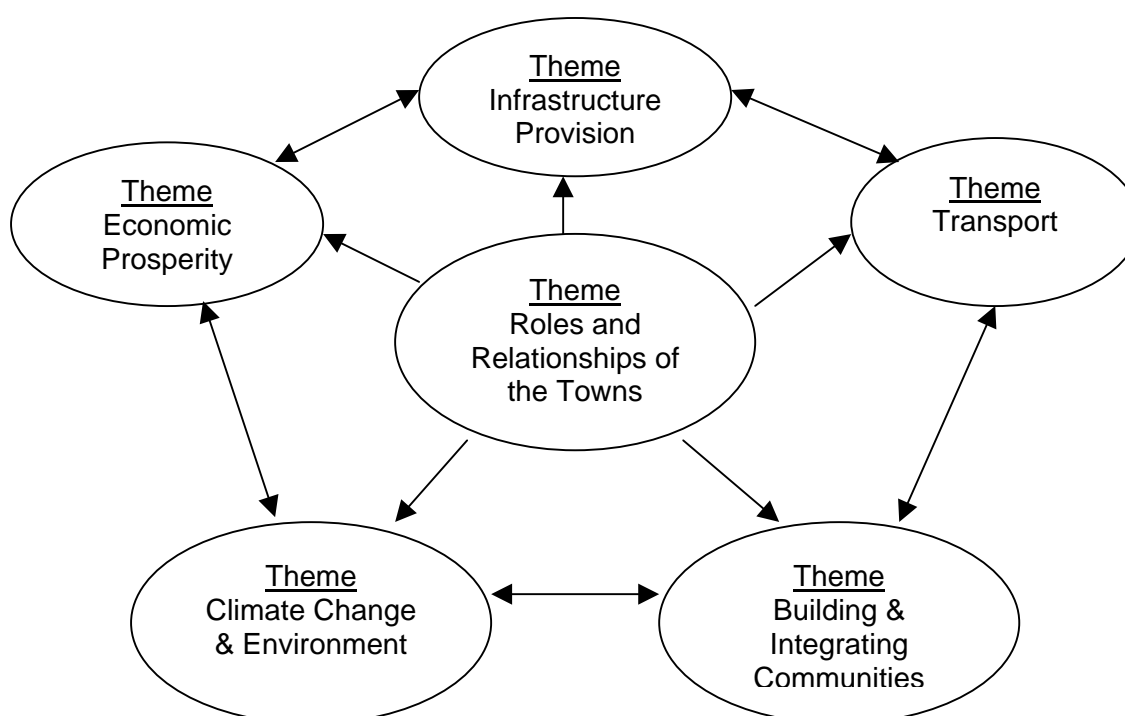 Theme
Infrastructure
Provision
Theme
Economic
Prosperity
Theme
Transport
Theme
Roles and
Relationships of
the Towns
Theme
Climate Change
& Environment
Theme
Building &
Integrating
Communities